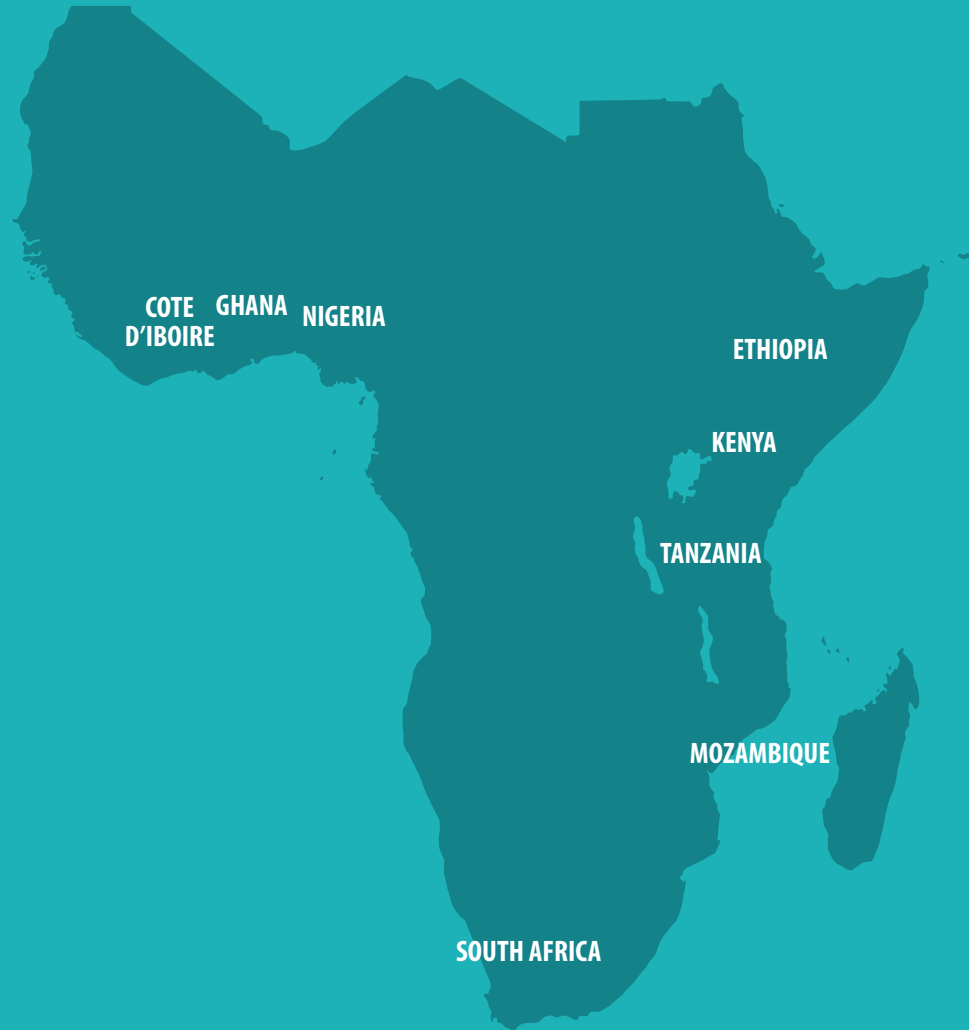 COTE
D’IBOIRE
GHANA
NIGERIA
ETHIOPIA
KENYA
TANZANIA
MOZAMBIQUE
SOUTH AFRICA